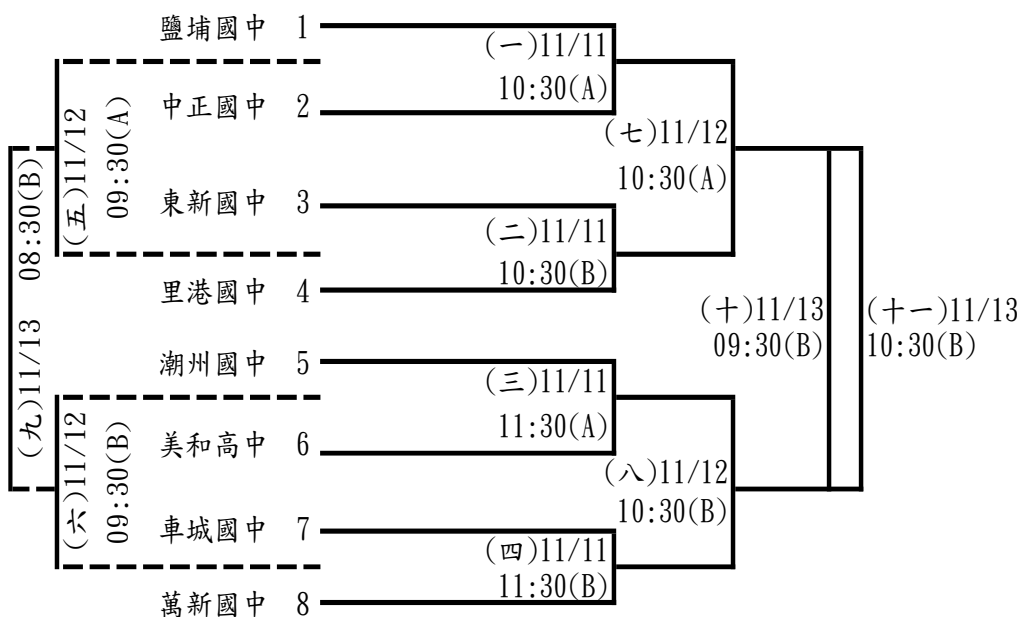 鹽埔國中 1
中正國中 2
東新國中 3
里港國中 4
潮州國中 5
美和高中 6
車城國中 7
萬新國中 8
(一)11/11
10:30(A)
(二)11/11
10:30(B)
(三)11/11
11:30(A)
(四)11/11
11:30(B)
(五)11/12
09:30(A)
(六)11/12
09:30(B)
(七)11/12
10:30(A)
(八)11/12
10:30(B)
(九)11/13 08:30(B)
(十)11/13
09:30(B)
(十一)11/13
10:30(B)